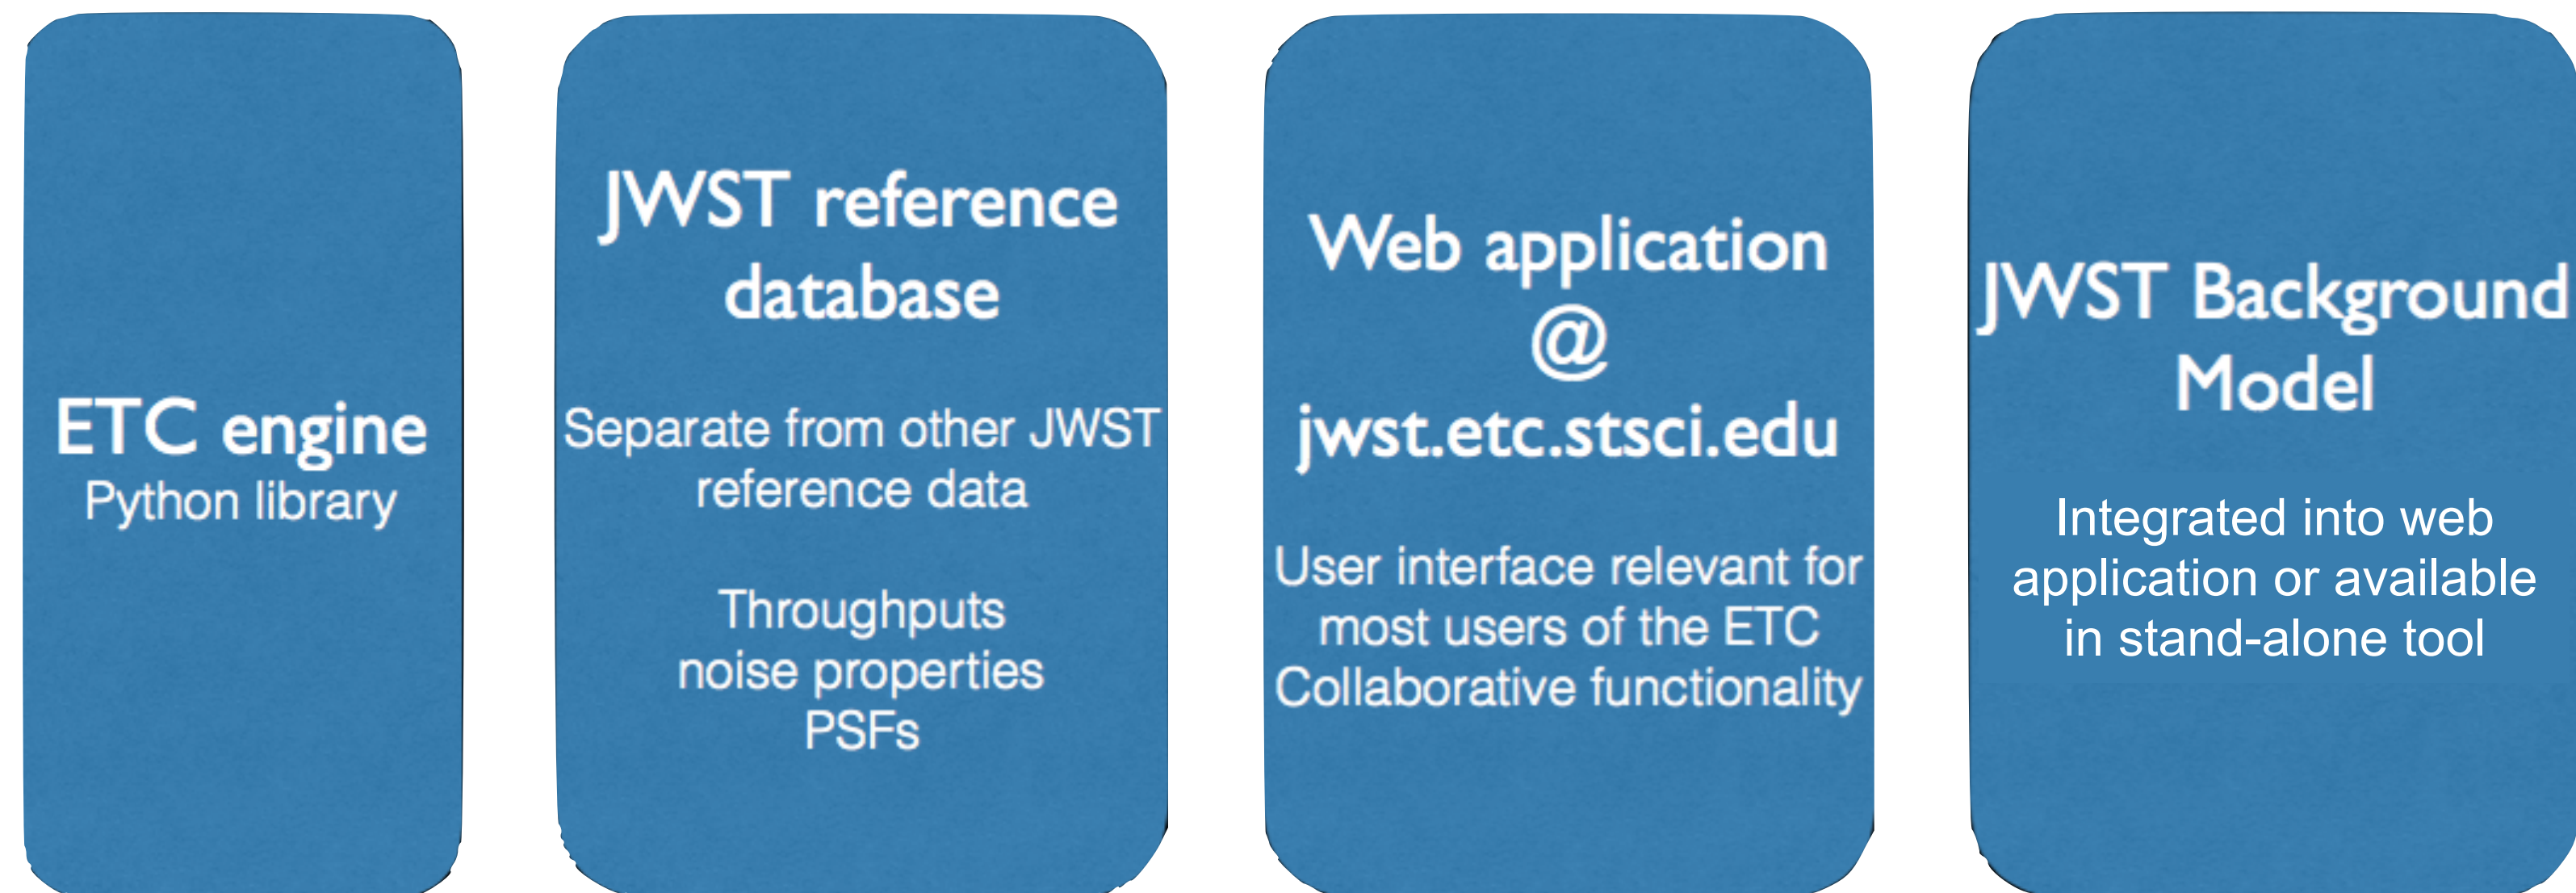 ETC engine
Python library
JWST reference
database
Separate from other JWST
reference data
Throughputs
noise properties
PSFs
Web application
@
jwst.etc.stsci.edu
User interface relevant for
most users of the ETC
Collaborative functionality
JWST Background
Model
Integrated into web
application or available
in stand-alone tool